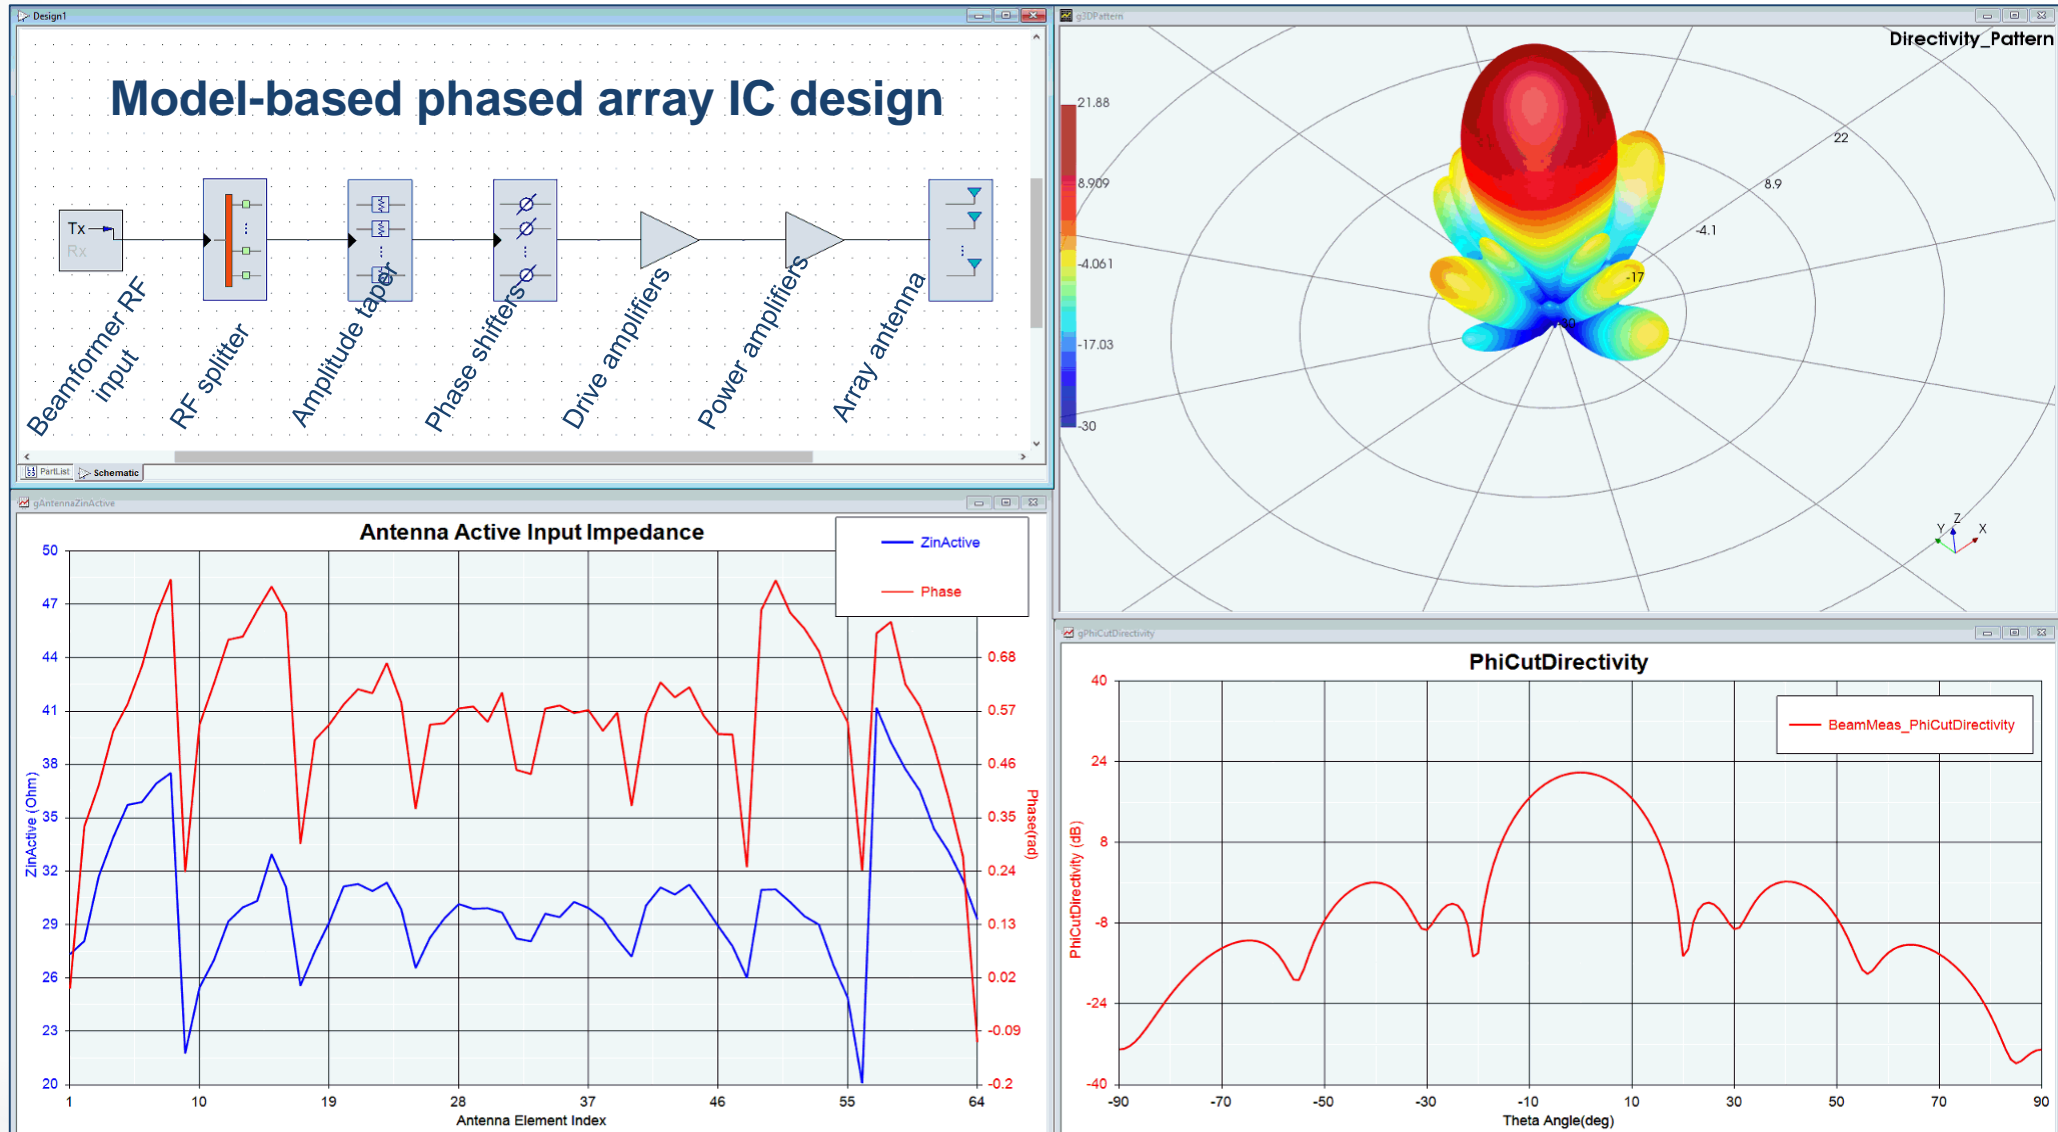 Design1
Model-based phased array IC design
Tx
Rx
Beamformer RF
input
RF splitter
Amplitude taper
Phase shifters
Drive amplifiers
Power amplifiers
Array antenna
PartList
Schematic
g3DPattern
Directivity_Pattern
21.88
8.909
-4.061
-17.03
-30
22
8.9
-4.1
-17
-30
Z
Y
X
gAntennaZinActive
Antenna Active Input Impedance
ZinActive
Phase
50
47
44
41
38
35
32
29
26
23
20
ZinActive (Ohm)
0.68
0.57
0.46
0.35
0.24
0.13
0.02
-0.09
-0.2
Phase(rad)
1 10 19 28 37 46 55 64
Antenna Element Index
gPhiCutDirectivity
PhiCutDirectivity
BeamMeas_PhiCutDirectivity
40
24
8
-8
-24
-40
PhiCutDirectivity (dB)
-90 -70 -50 -30 -10 10 30 50 70 90
Theta Angle(deg)